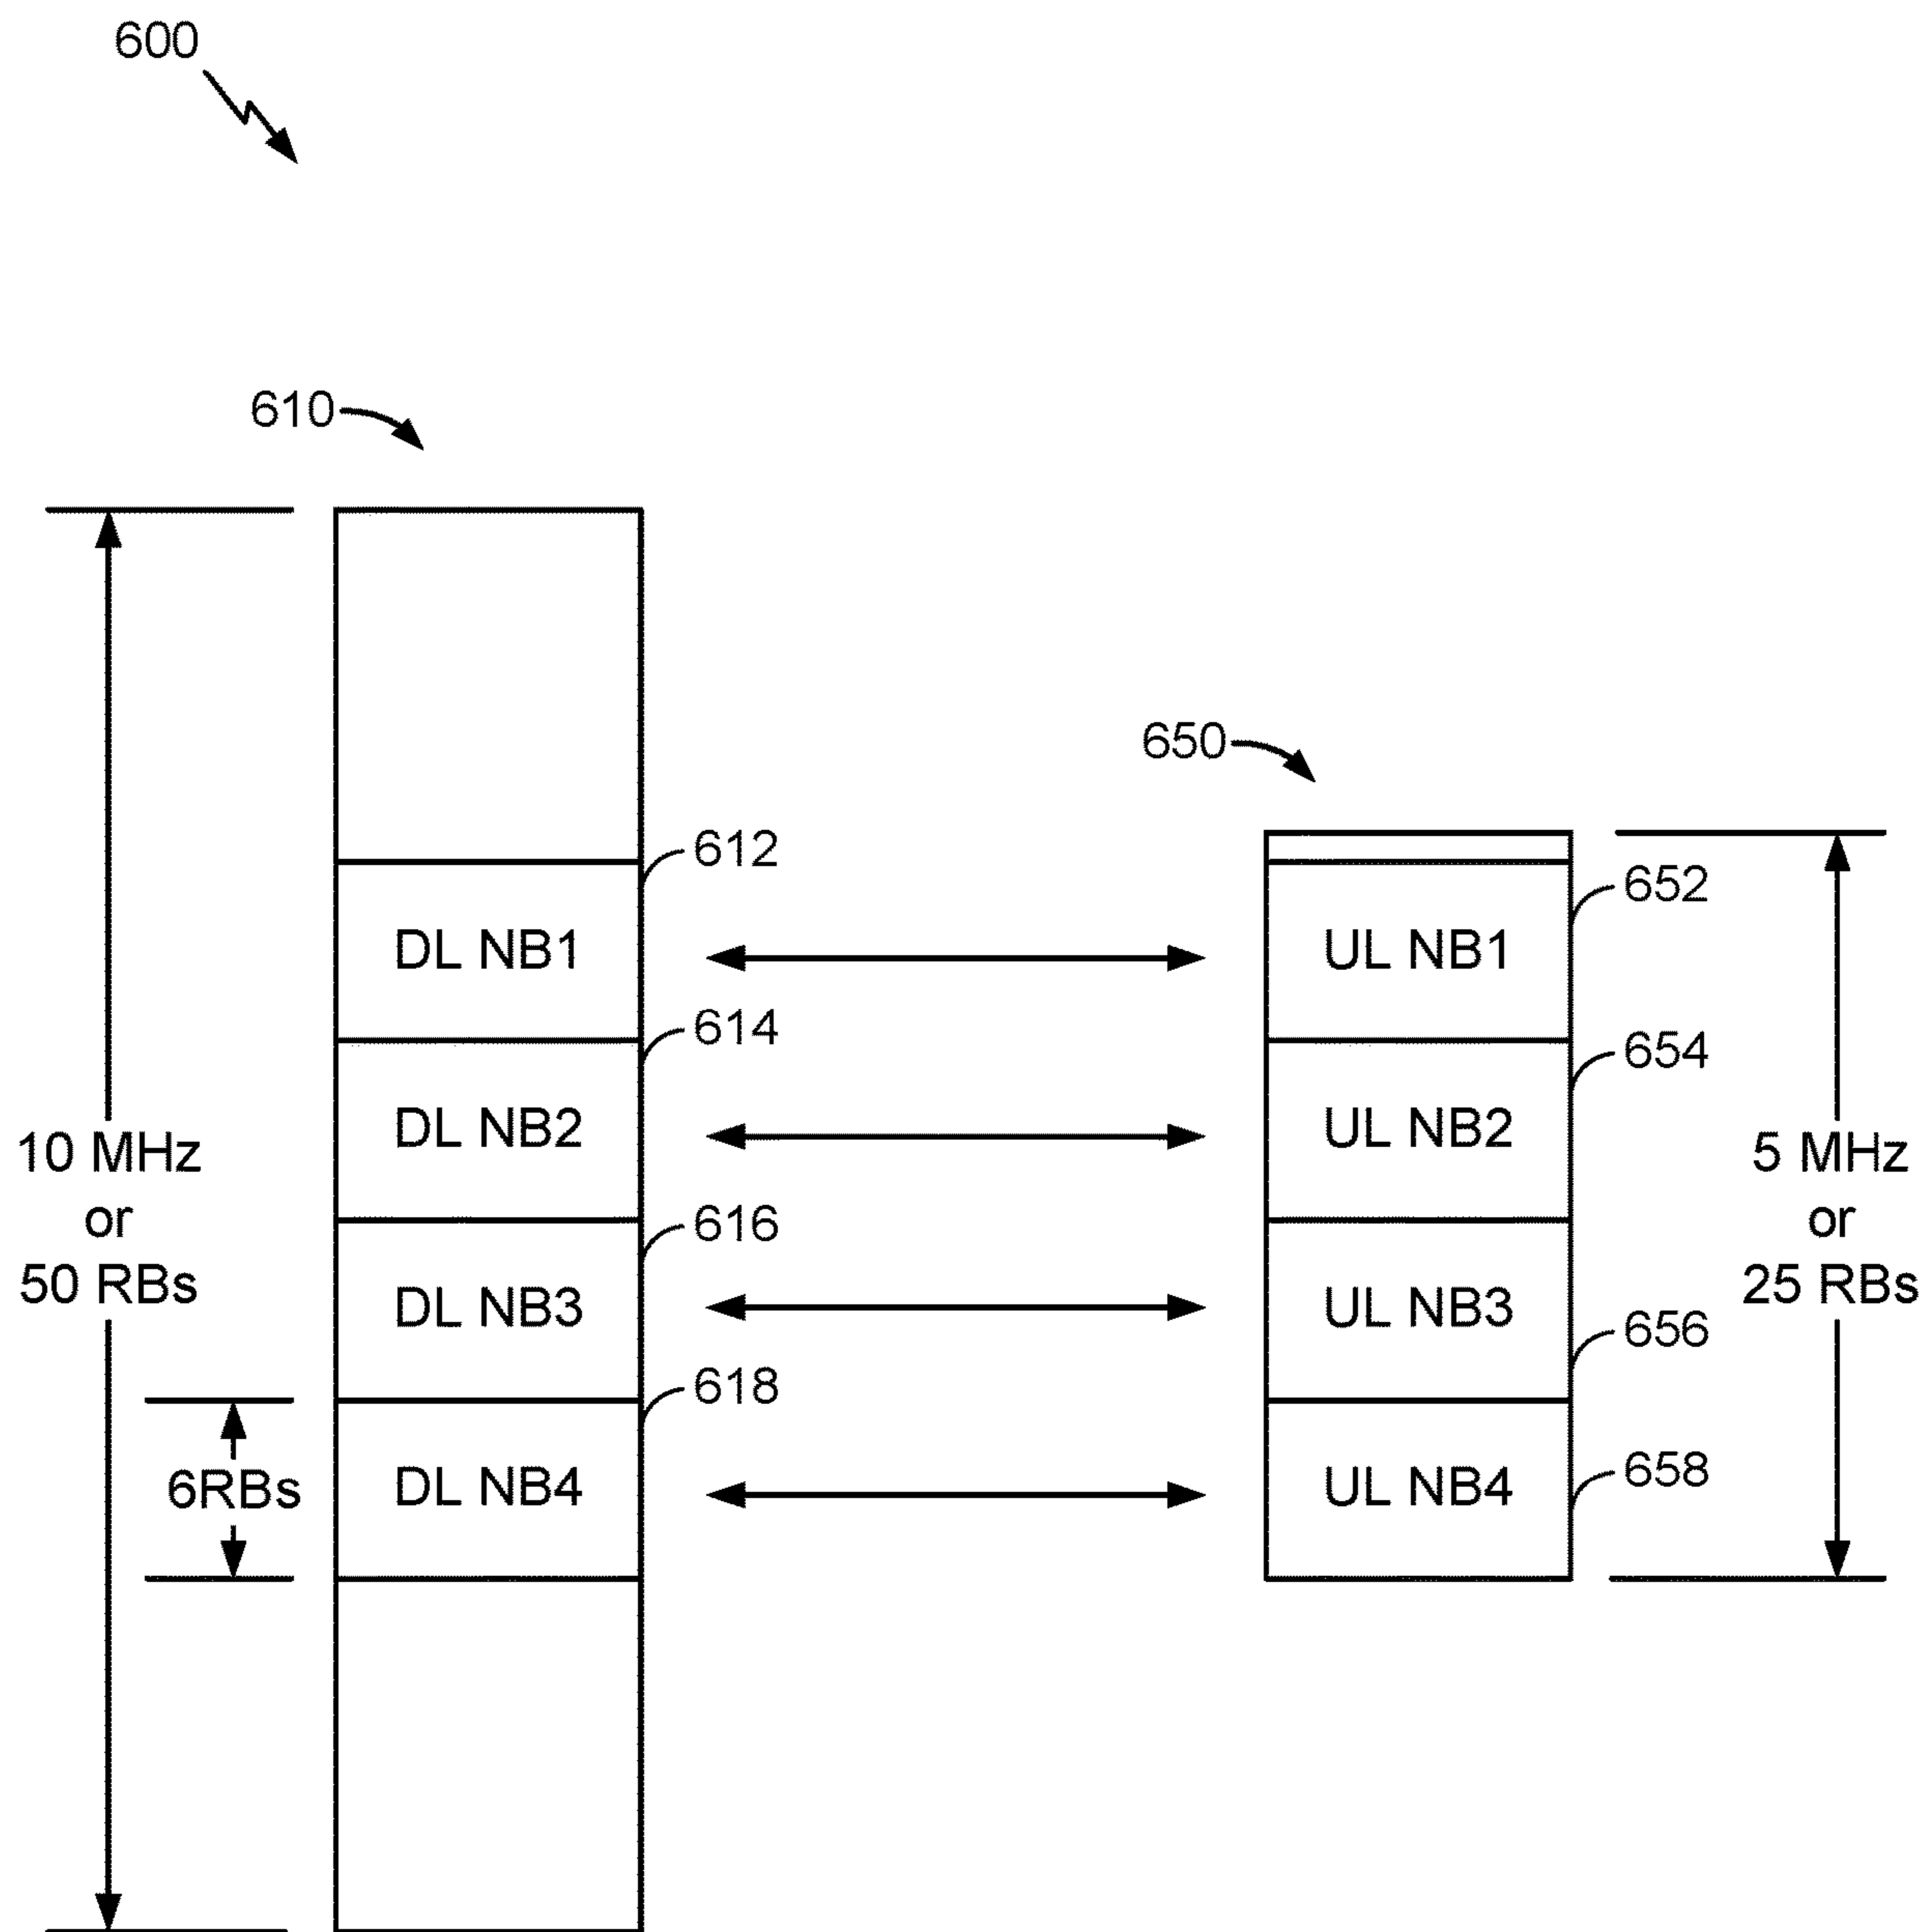 600
610
650
612
652
DL NB1
UL NB1
614
654
DL NB2
UL NB2
10 MHz
or
50 RBs
5 MHz
or
25 RBs
616
DL NB3
UL NB3
656
618
6RBs
DL NB4
UL NB4
658